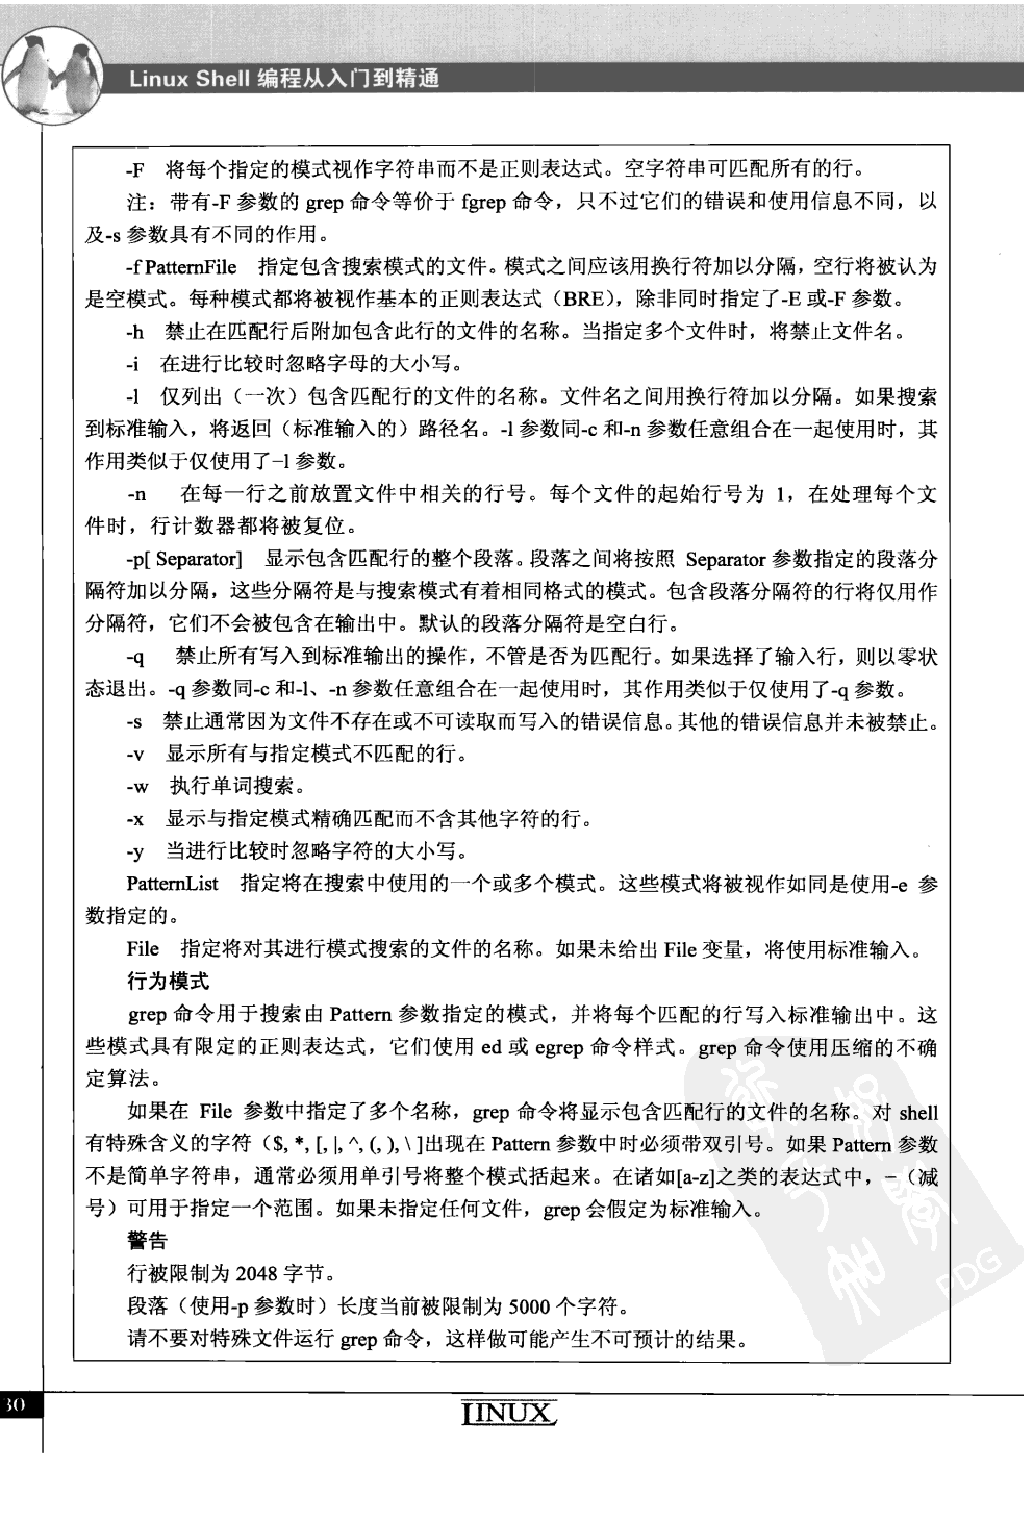 Linux Shell 编程从入门到精通
-F 将每个指定的模式视作字符串而不是正则表达式。空字符串可匹配所有的行。
注：带有-F 参数的 grep 命令等价于 fgrep 命令，只不过它们的错误和使用信息不同，以
及-s 参数具有不同的作用。
-f PatternFile 指定包含搜索模式的文件。模式之间应该用换行符加以分隔，空行将被认为
是空模式。每种模式都将被视作基本的正则表达式（BRE），除非同时指定了-E 或-F 参数。
-h 禁止在匹配行后附加包含此行的文件的名称。当指定多个文件时，将禁止文件名。
-i 在进行比较时忽略字母的大小写。
-l 仅列出（一次）包含匹配行的文件的名称。文件名之间用换行符加以分隔。如果搜索
到标准输入，将返回（标准输入的）路径名。-l 参数同-c 和-n 参数任意组合在一起使用时，其
作用类似于仅使用了–l 参数。
-n 在每一行之前放置文件中相关的行号。每个文件的起始行号为 1，在处理每个文
件时，行计数器都将被复位。
-p[ Separator] 显示包含匹配行的整个段落。段落之间将按照 Separator 参数指定的段落分
隔符加以分隔，这些分隔符是与搜索模式有着相同格式的模式。包含段落分隔符的行将仅用作
分隔符，它们不会被包含在输出中。默认的段落分隔符是空白行。
-q 禁止所有写入到标准输出的操作，不管是否为匹配行。如果选择了输入行，则以零状
态退出。-q 参数同-c 和-l、-n 参数任意组合在一起使用时，其作用类似于仅使用了-q 参数。
-s 禁止通常因为文件不存在或不可读取而写入的错误信息。其他的错误信息并未被禁止。
-v 显示所有与指定模式不匹配的行。
-w 执行单词搜索。
-x 显示与指定模式精确匹配而不含其他字符的行。
-y 当进行比较时忽略字符的大小写。
PatternList 指定将在搜索中使用的一个或多个模式。这些模式将被视作如同是使用-e 参
数指定的。
File 指定将对其进行模式搜索的文件的名称。如果未给出 File 变量，将使用标准输入。
行为模式
grep 命令用于搜索由 Pattern 参数指定的模式，并将每个匹配的行写入标准输出中。这
些模式具有限定的正则表达式，它们使用 ed 或 egrep 命令样式。grep 命令使用压缩的不确
定算法。
如果在 File 参数中指定了多个名称，grep 命令将显示包含匹配行的文件的名称。对 shell
有特殊含义的字符（$, *, [, |, ^, (, ), \ ]出现在 Pattern 参数中时必须带双引号。如果 Pattern 参数
不是简单字符串，通常必须用单引号将整个模式括起来。在诸如[a-z]之类的表达式中，–（减
号）可用于指定一个范围。如果未指定任何文件，grep 会假定为标准输入。
警告
行被限制为 2048 字节。
段落（使用-p 参数时）长度当前被限制为 5000 个字符。
请不要对特殊文件运行 grep 命令，这样做可能产生不可预计的结果。
PDG
30
LINUX